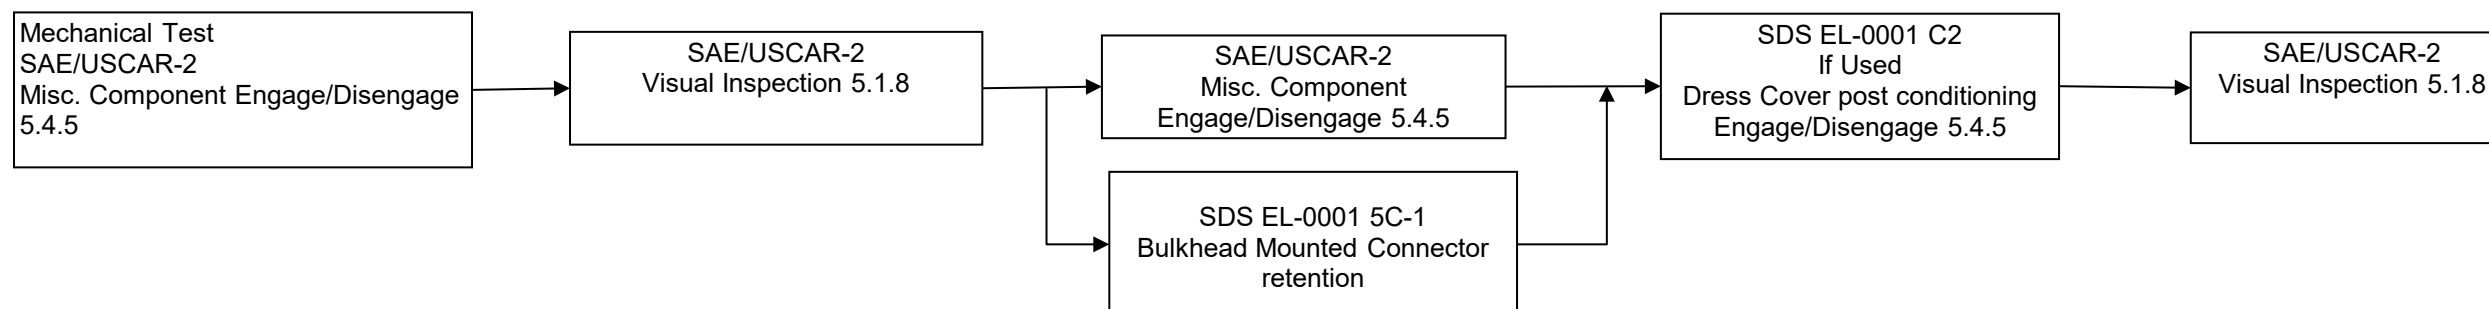 Mechanical Test
SAE/USCAR-2
Misc. Component Engage/Disengage
5.4.5
SAE/USCAR-2
Visual Inspection 5.1.8
SAE/USCAR-2
Misc. Component
Engage/Disengage 5.4.5
SDS EL-0001 5C-1
Bulkhead Mounted Connector
retention
SDS EL-0001 C2
If Used
Dress Cover post conditioning
Engage/Disengage 5.4.5
SAE/USCAR-2
Visual Inspection 5.1.8